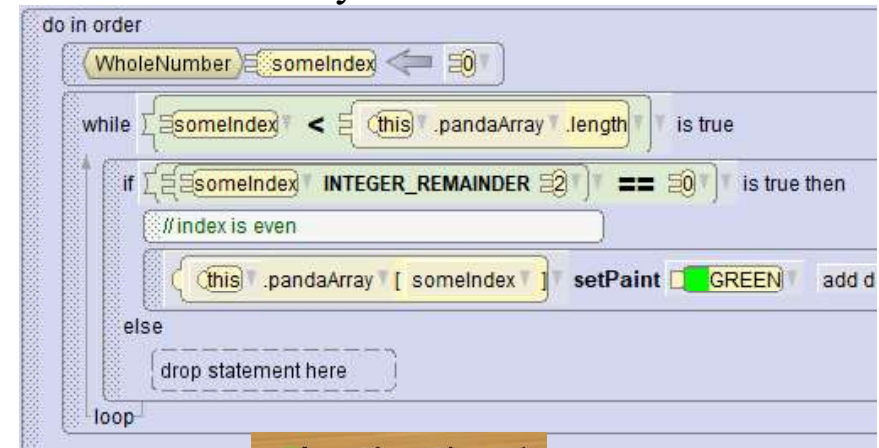 do in order
WholeNumber someIndex 0
while someIndex < this .pandaArray .length is true
if someIndex INTEGER_REMAINDER 2 == 0 is true then
//index is even
this .pandaArray [ someIndex ] setPaint GREEN add d
else
drop statement here
loop